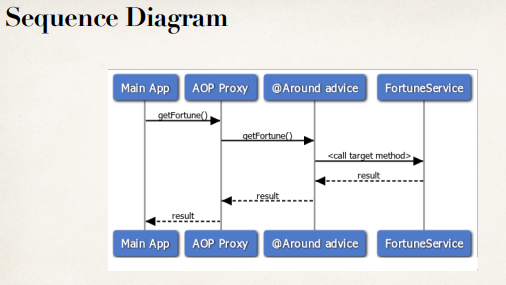 Sequence Diagram
Main App AOP Proxy @Around advice FortuneService
getFortune()
getFortune()
<call target method>
result
result
result
Main App AOP Proxy @Around advice FortuneService